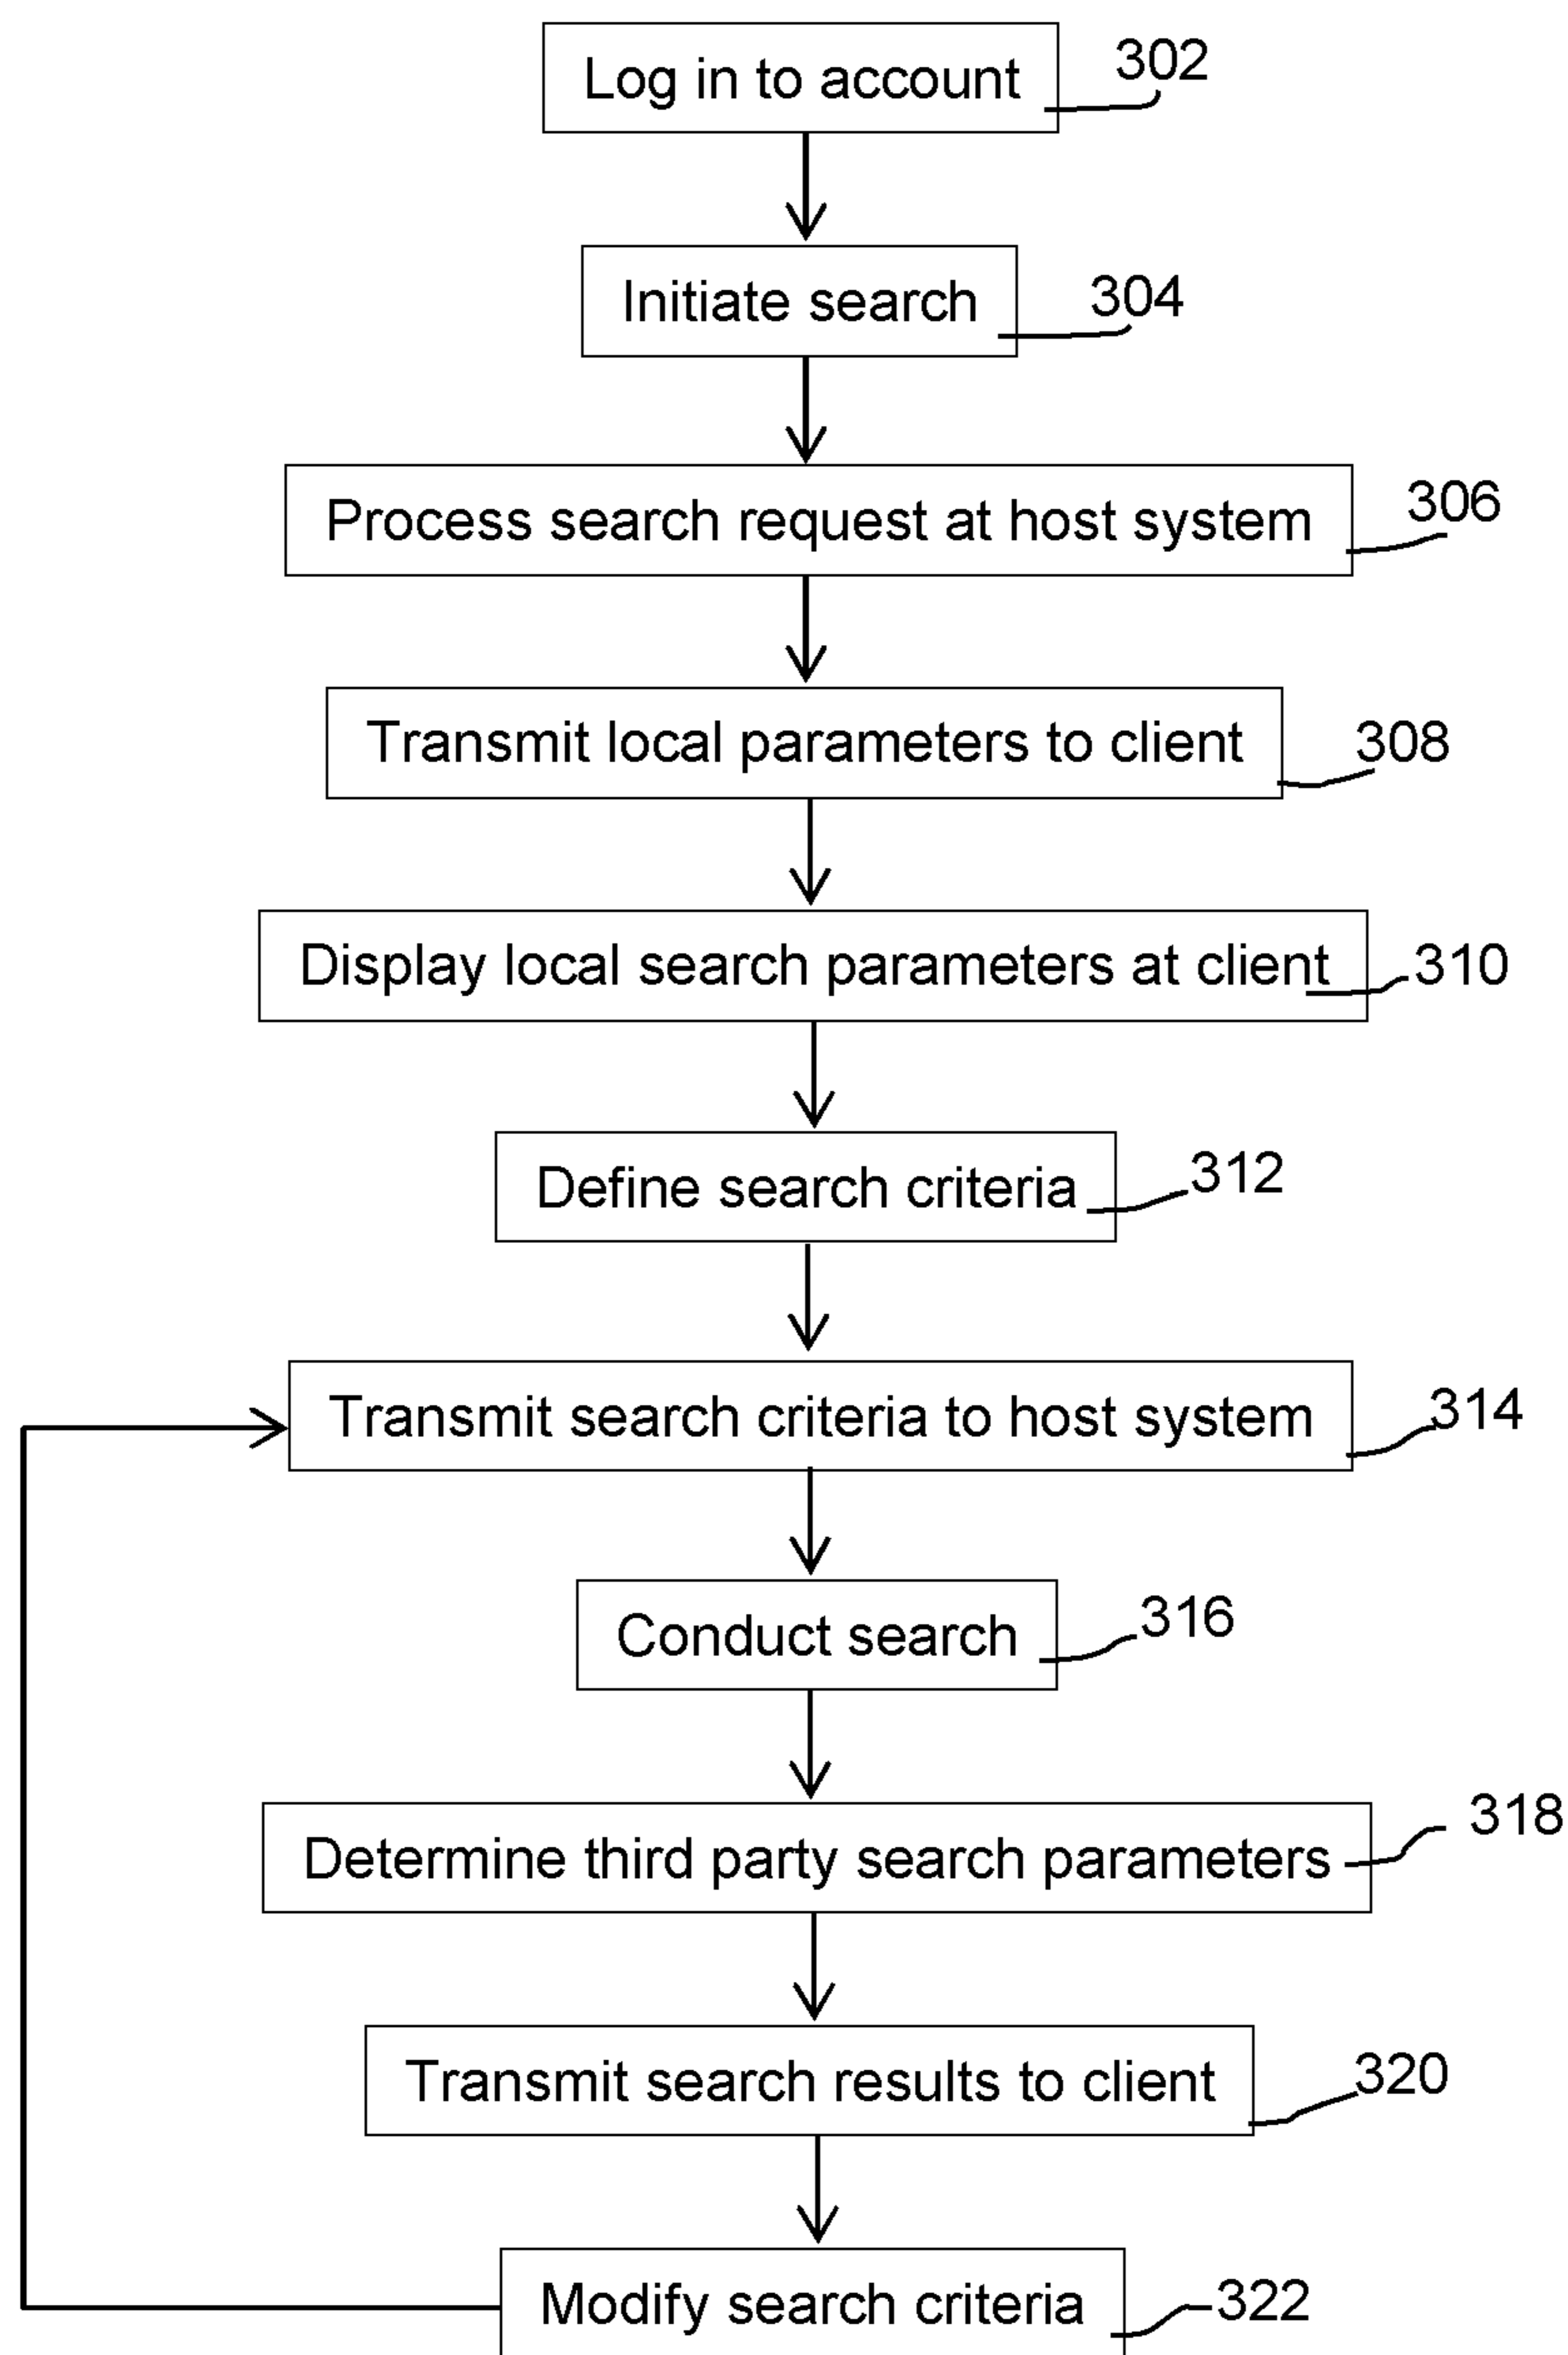 Log in to account
302
Initiate search
304
Process search request at host system
306
Transmit local parameters to client
308
Display local search parameters at client
310
Define search criteria
312
Transmit search criteria to host system
314
Conduct search
316
Determine third party search parameters
318
Transmit search results to client
320
Modify search criteria
322